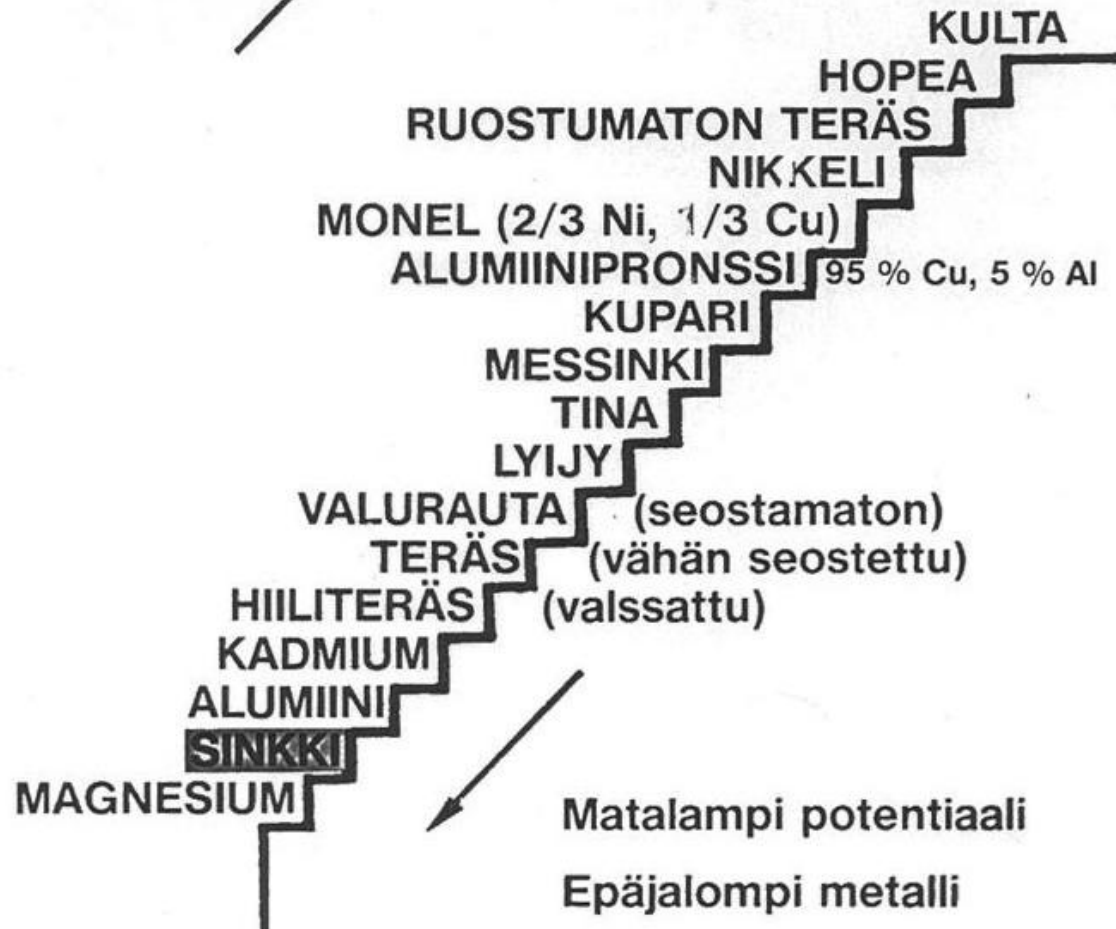 KULTA
HOPEA
RUOSTUMATON TERÄS
NIKKELI
MONEL (2/3 Ni, 1/3 Cu)
ALUMIINIPRONSSI 95 % Cu, 5 % Al
KUPARI
MESSINKI
TINA
LYIJY
VALURAUTA (seostamaton)
TERÄS (vähän seostettu)
HIILITERÄS (valssattu)
KADMIUM
ALUMIINI
SINKKI
MAGNESIUM
Matalampi potentiaali
Epäjalompi metalli